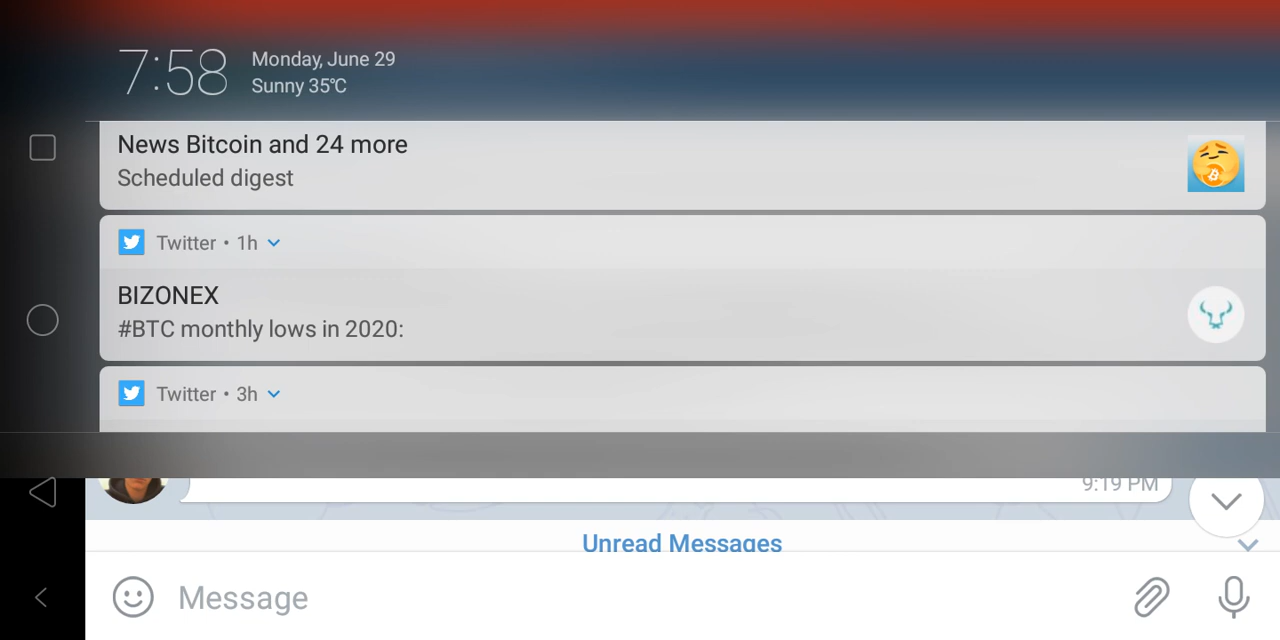 7:58
Monday, June 29
Sunny 35℃
News Bitcoin and 24 more
Scheduled digest
Twitter • 1h
BIZONEX
#BTC monthly lows in 2020:
Twitter • 3h
9:19 PM
Unread Messages
Message